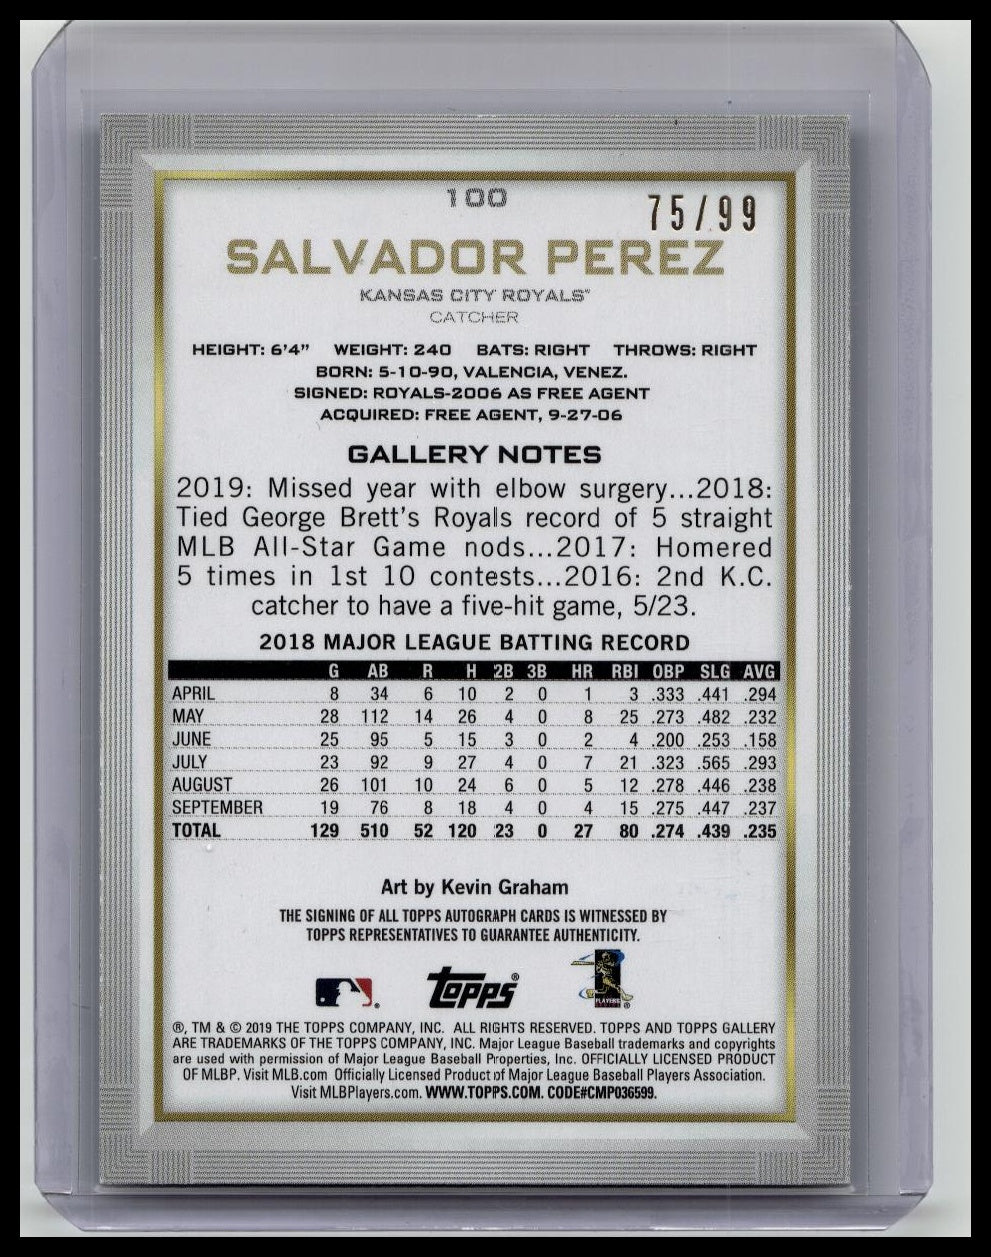 100
75/99
SALVADOR PEREZ
KANSAS CITY ROYALS™
CATCHER
HEIGHT: 6'4" WEIGHT: 240 BATS: RIGHT THROWS: RIGHT
BORN: 5-10-90, VALENCIA, VENEZ.
SIGNED: ROYALS-2006 AS FREE AGENT
ACQUIRED: FREE AGENT, 9-27-06
GALLERY NOTES
2019: Missed year with elbow surgery...2018:
Tied George Brett's Royals record of 5 straight
MLB All-Star Game nods...2017: Homered
5 times in 1st 10 contests...2016: 2nd K.C.
catcher to have a five-hit game, 5/23.
2018 MAJOR LEAGUE BATTING RECORD
G AB R H 2B 3B HR RBI OBP SLG AVG
APRIL 8 34 6 10 2 0 1 3 .333 .441 .294
MAY 28 112 14 26 4 0 8 25 .273 .482 .232
JUNE 25 95 5 15 3 0 2 4 .200 .253 .158
JULY 23 92 9 27 4 0 7 21 .323 .565 .293
AUGUST 26 101 10 24 6 0 5 12 .278 .446 .238
SEPTEMBER 19 76 8 18 4 0 4 15 .275 .447 .237
TOTAL 129 510 52 120 23 0 27 80 .274 .439 .235
Art by Kevin Graham
THE SIGNING OF ALL TOPPS AUTOGRAPH CARDS IS WITNESSED BY
TOPPS REPRESENTATIVES TO GUARANTEE AUTHENTICITY.
® topps® PLAYERS ®
®, TM & © 2019 THE TOPPS COMPANY, INC. ALL RIGHTS RESERVED. TOPPS AND TOPPS GALLERY
ARE TRADEMARKS OF THE TOPPS COMPANY, INC. Major League Baseball trademarks and copyrights
are used with permission of Major League Baseball Properties, Inc. OFFICIALLY LICENSED PRODUCT
OF MLBP. Visit MLB.com Officially Licensed Product of Major League Baseball Players Association.
Visit MLBPlayers.com. WWW.TOPPS.COM. CODE#CMP036599.